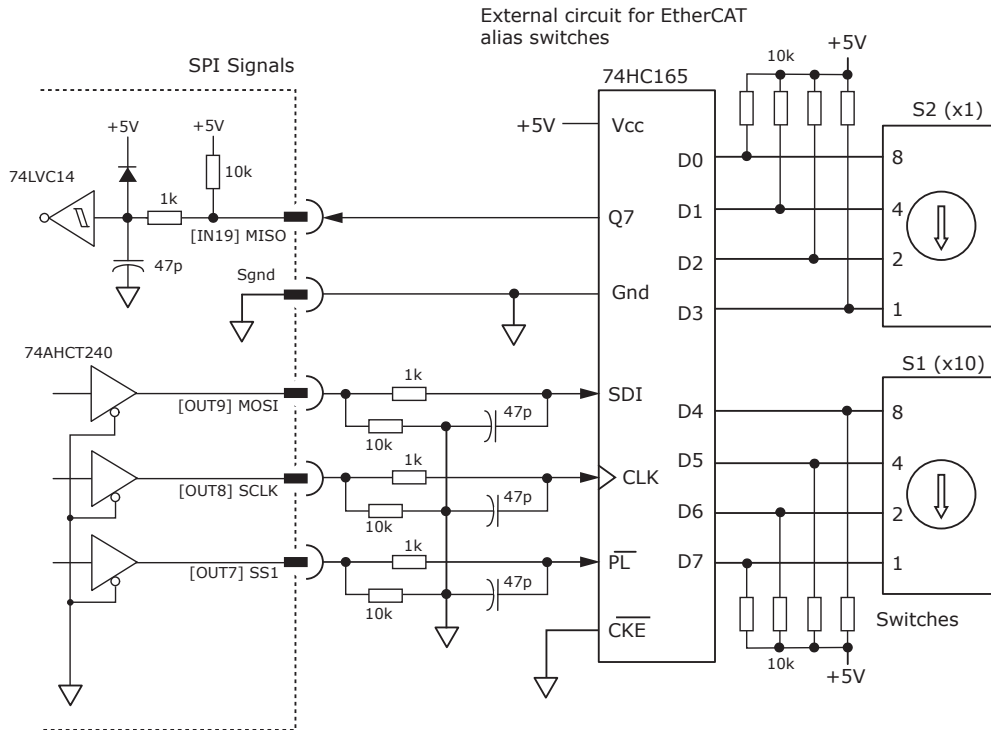 External circuit for EtherCAT
alias switches
SPI Signals
74HC165
10k
+5V
S2 (x1)
+5V
+5V
+5V
Vcc
74LVC14
10k
1k
D0
8
[IN19] MISO
Q7
D1
4
47p
D2
2
Sgnd
Gnd
D3
1
74AHCT240
S1 (x10)
1k
[OUT9] MOSI
SDI
47p
10k
D4
8
1k
[OUT8] SCLK
CLK
D5
4
47p
10k
D6
2
1k
[OUT7] SS1
PL
D7
1
47p
10k
CKE
Switches
10k
+5V